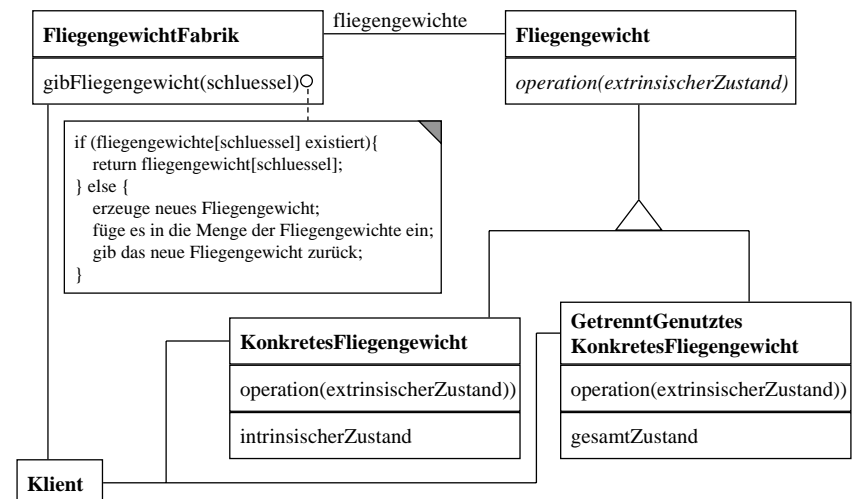 FliegengewichtFabrik
gibFliegengewicht(schluessel)
fliegengewichte
Fliegengewicht
operation(extrinsischerZustand)
if (fliegengewichte[schluessel] existiert){
return fliegengewicht[schluessel];
} else {
erzeuge neues Fliegengewicht;
füge es in die Menge der Fliegengewichte ein;
gib das neue Fliegengewicht zurück;
}
KonkretesFliegengewicht
operation(extrinsischerZustand))
intrinsischerZustand
GetrenntGenutztes
KonkretesFliegengewicht
operation(extrinsischerZustand))
gesamtZustand
Klient